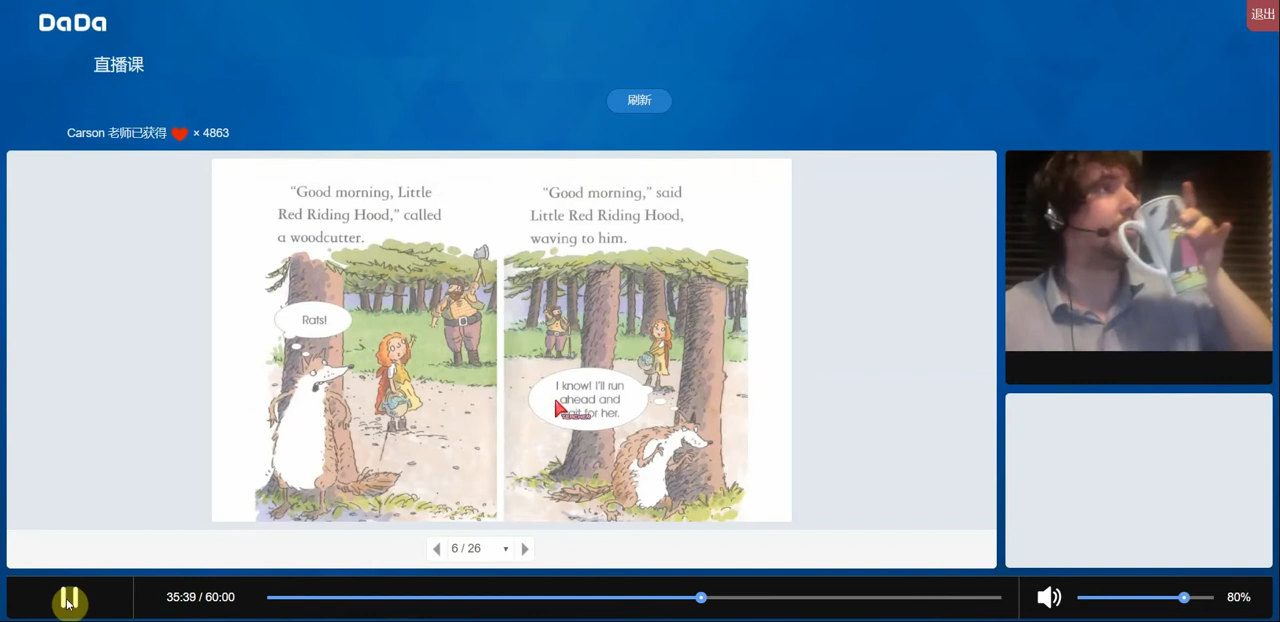 DaDa
退出
直播课
刷新
Carson 老师已获得 × 4863
"Good morning, Little
Red Riding Hood," called
a woodcutter.
"Good morning," said
Little Red Riding Hood,
waving to him.
Rats!
I know! I'll run
ahead and
for her.
6 / 26
35:39 / 60:00
80%